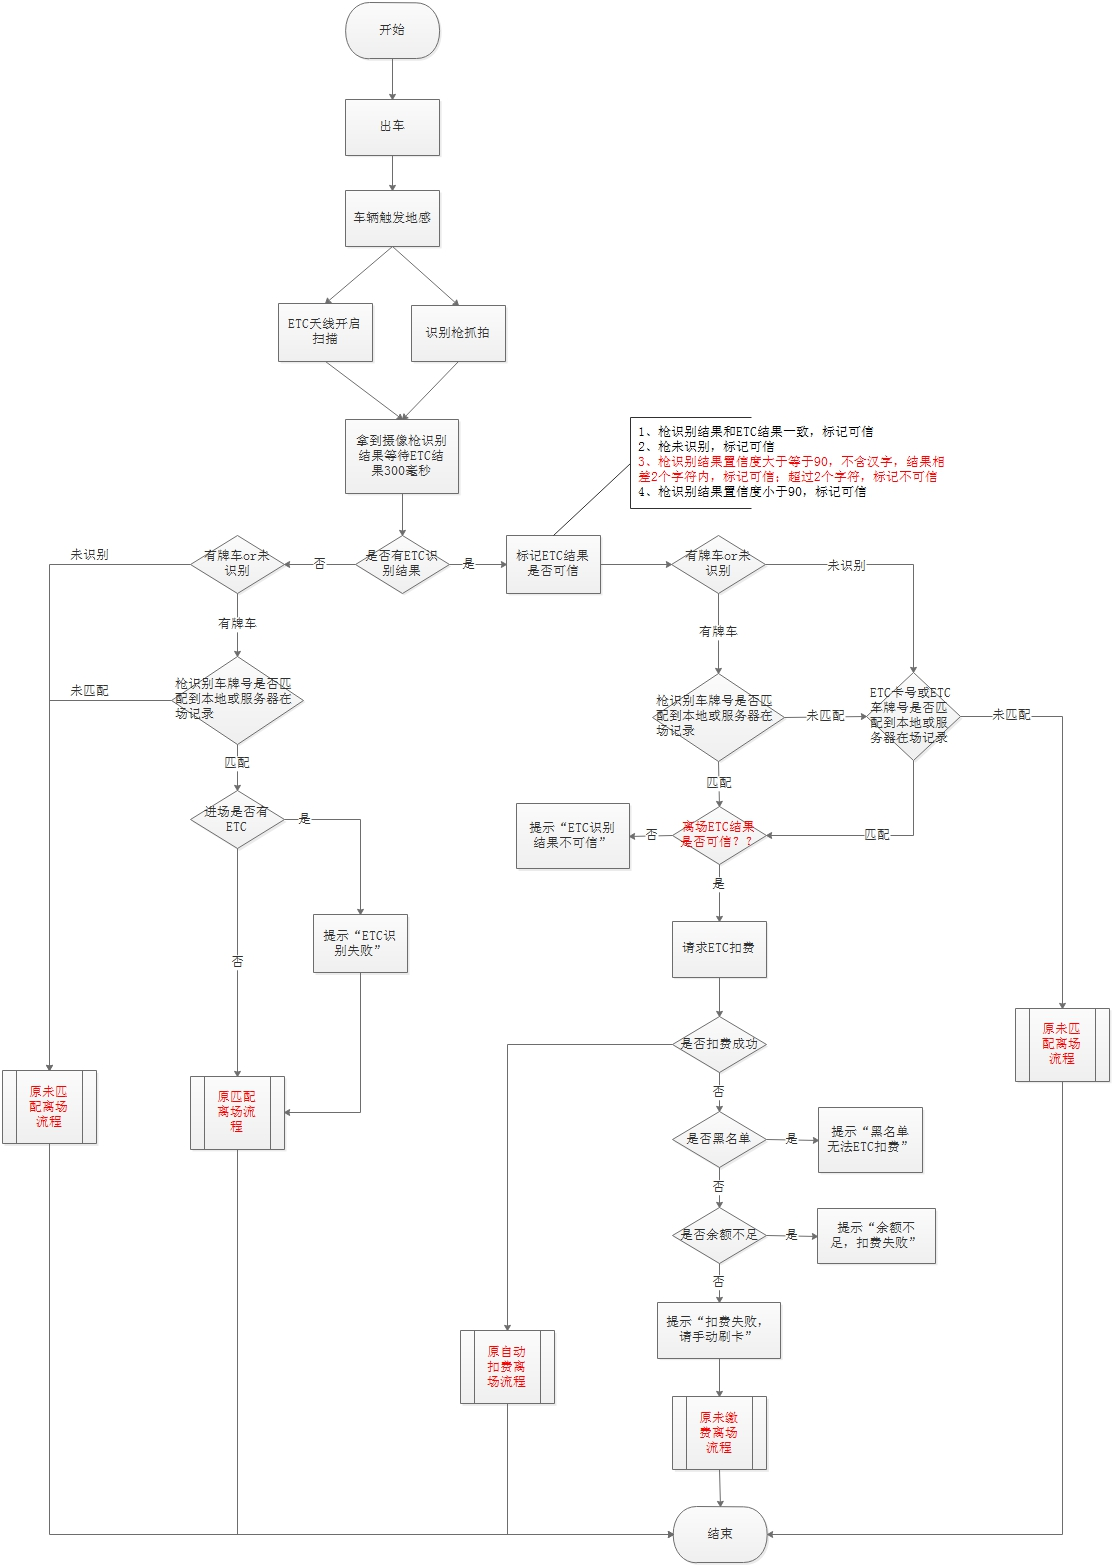 开始
出车
车辆触发地感
ETC天线开启
扫描
识别枪抓拍
拿到摄像枪识别
结果等待ETC结
果300毫秒
1、枪识别结果和ETC结果一致，标记可信
2、枪未识别，标记可信
3、枪识别结果置信度大于等于90，不含汉字，结果相
差2个字符内，标记可信；超过2个字符，标记不可信
4、枪识别结果置信度小于90，标记可信
未识别
有牌车or未
识别
否
是否有ETC识
别结果
是
标记ETC结果
是否可信
有牌车or未
识别
未识别
有牌车
有牌车
未匹配
枪识别车牌号是否匹
配到本地或服务器在
场记录
枪识别车牌号是否匹
配到本地或服务器在
场记录
未匹配
ETC卡号或ETC
车牌号是否匹
配到本地或服
务器在场记录
未匹配
匹配
匹配
进场是否有
ETC
是
提示“ETC识别
结果不可信”
否
离场ETC结果
是否可信？？
匹配
是
提示“ETC识
别失败”
请求ETC扣费
否
是否扣费成功
原未匹
配离场
流程
原未匹
配离场
流程
原匹配
离场流
程
否
是否黑名单
是
提示“黑名单
无法ETC扣费”
否
是否余额不足
是
提示“余额不
足，扣费失败”
否
提示“扣费失败，
请手动刷卡”
原自动
扣费离
场流程
原未缴
费离场
流程
结束